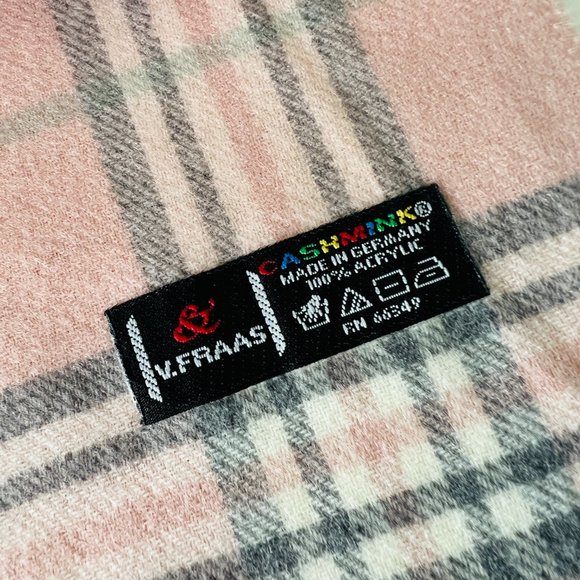 &
V.FRAAS
CASHMINK®
MADE IN GERMANY
100% ACRYLIC
RN 66349